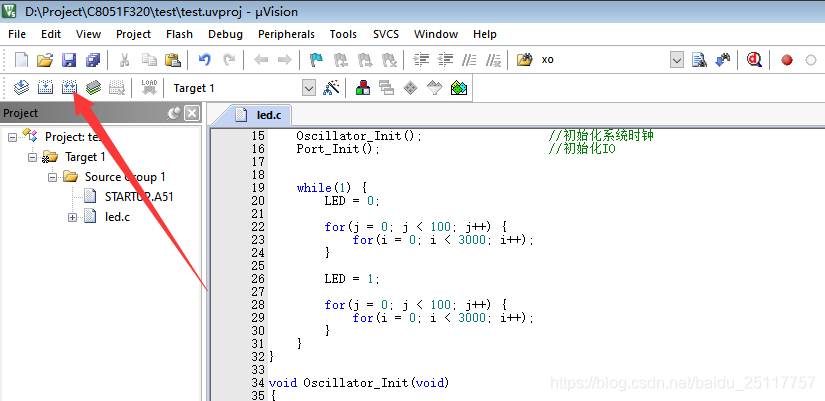 D:\Project\C8051F320\test\test.uvproj - µVision
File Edit View Project Flash Debug Peripherals Tools SVCS Window Help
xo
LOAD Target 1
Project
led.c
Project: te
Target 1
Source Group 1
STARTUP.A51
led.c
15 Oscillator_Init(); //初始化系统时钟
16 Port_Init(); //初始化IO
17
18
19 while(1) {
20 LED = 0;
21
22 for(j = 0; j < 100; j++) {
23 for(i = 0; i < 3000; i++);
24 }
25
26 LED = 1;
27
28 for(j = 0; j < 100; j++) {
29 for(i = 0; i < 3000; i++);
30 }
31 }
32 }
33
34 void Oscillator_Init(void)
35 {
https://blog.csdn.net/baidu_25117757